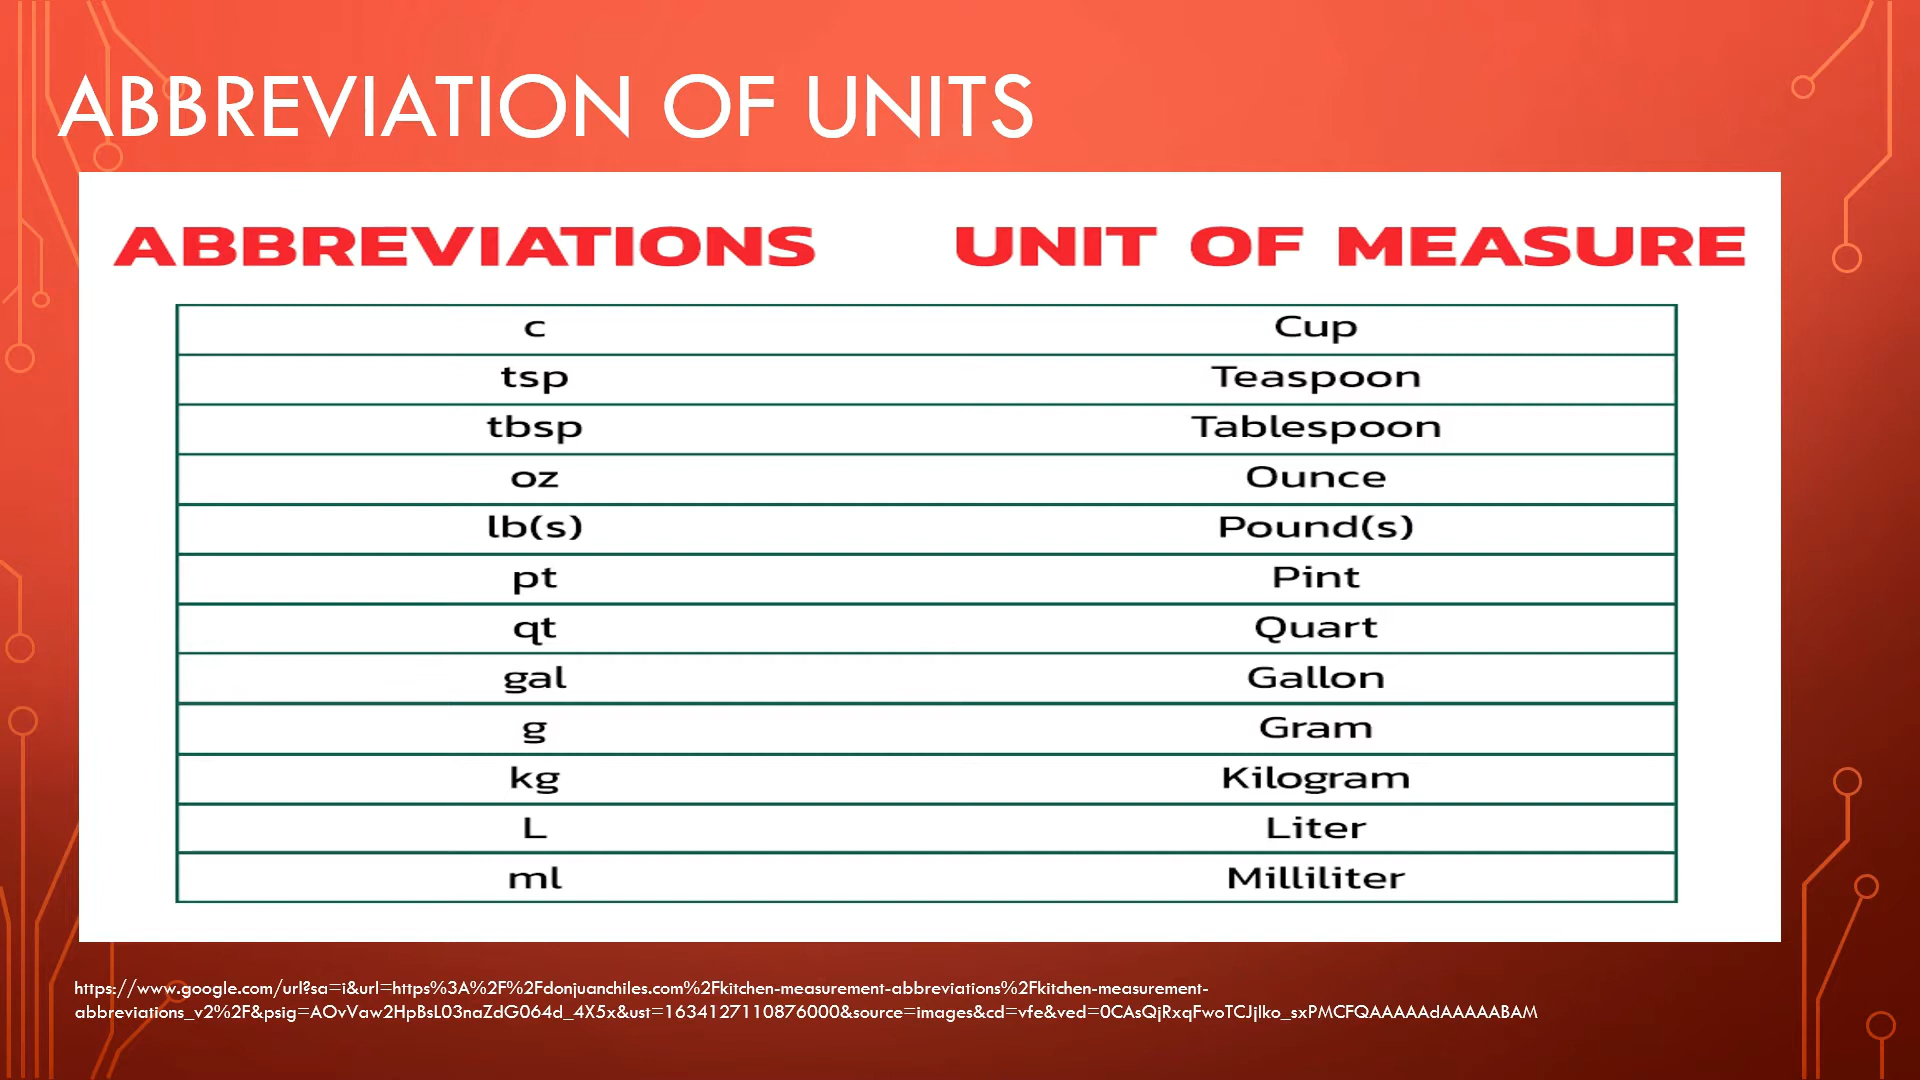 ABBREVIATION OF UNITS
ABBREVIATIONS UNIT OF MEASURE
c Cup
tsp Teaspoon
tbsp Tablespoon
oz Ounce
lb(s) Pound(s)
pt Pint
qt Quart
gal Gallon
g Gram
kg Kilogram
L Liter
ml Milliliter
https://www.google.com/url?sa=i&url=https%3A%2F%2Fdonjuanchiles.com%2Fkitchen-measurement-abbreviations%2Fkitchen-measurement-
abbreviations_v2%2F&psig=AOvVaw2HpBsL03naZdG064d_4X5x&ust=1634127110876000&source=images&cd=vfe&ved=0CAsQjRxqFwoTCJjIko_sxPMCFQAAAAAdAAAAABAM